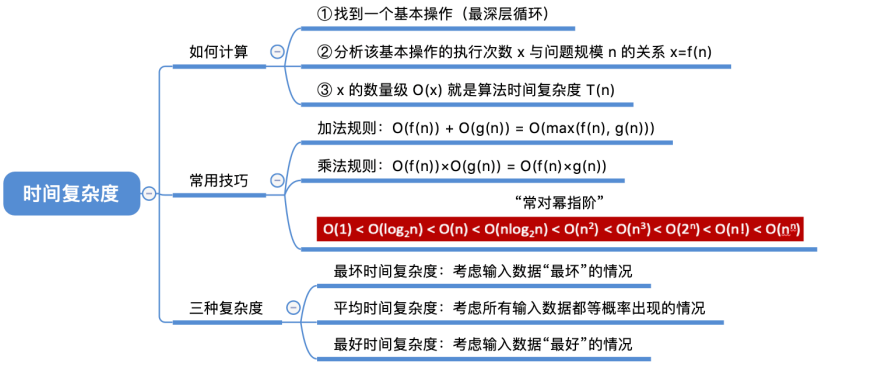 时间复杂度
如何计算
①找到一个基本操作（最深层循环）
②分析该基本操作的执行次数 x 与问题规模 n 的关系 x=f(n)
③ x 的数量级 O(x) 就是算法时间复杂度 T(n)
常用技巧
加法规则：O(f(n)) + O(g(n)) = O(max(f(n), g(n)))
乘法规则：O(f(n))×O(g(n)) = O(f(n)×g(n))
“常对幂指阶”
O(1) < O(log₂n) < O(n) < O(nlog₂n) < O(n²) < O(n³) < O(2ⁿ) < O(n!) < O(nⁿ)
三种复杂度
最坏时间复杂度：考虑输入数据“最坏”的情况
平均时间复杂度：考虑所有输入数据都等概率出现的情况
最好时间复杂度：考虑输入数据“最好”的情况